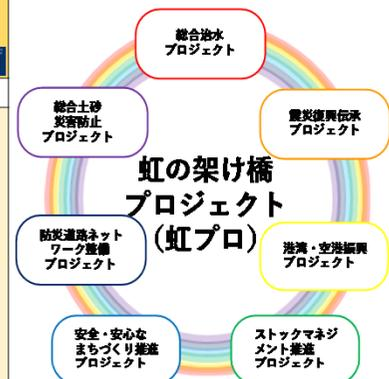 総合治水
プロジェクト
総合土砂
災害防止
プロジェクト
震災復興伝承
プロジェクト
虹の架け橋
プロジェクト
(虹プロ)
防災道路ネット
ワーク整備
プロジェクト
港湾・空港振興
プロジェクト
安全・安心な
まちづくり推進
プロジェクト
ストックマネジ
メント推進
プロジェクト